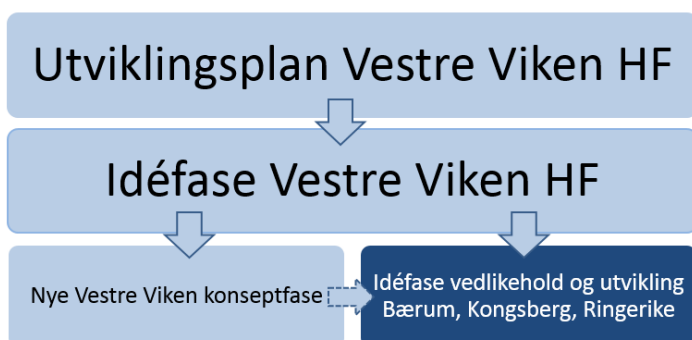 Utviklingsplan Vestre Viken HF
Idéfase Vestre Viken HF
Nye Vestre Viken konseptfase
Idéfase vedlikehold og utvikling
Bærum, Kongsberg, Ringerike